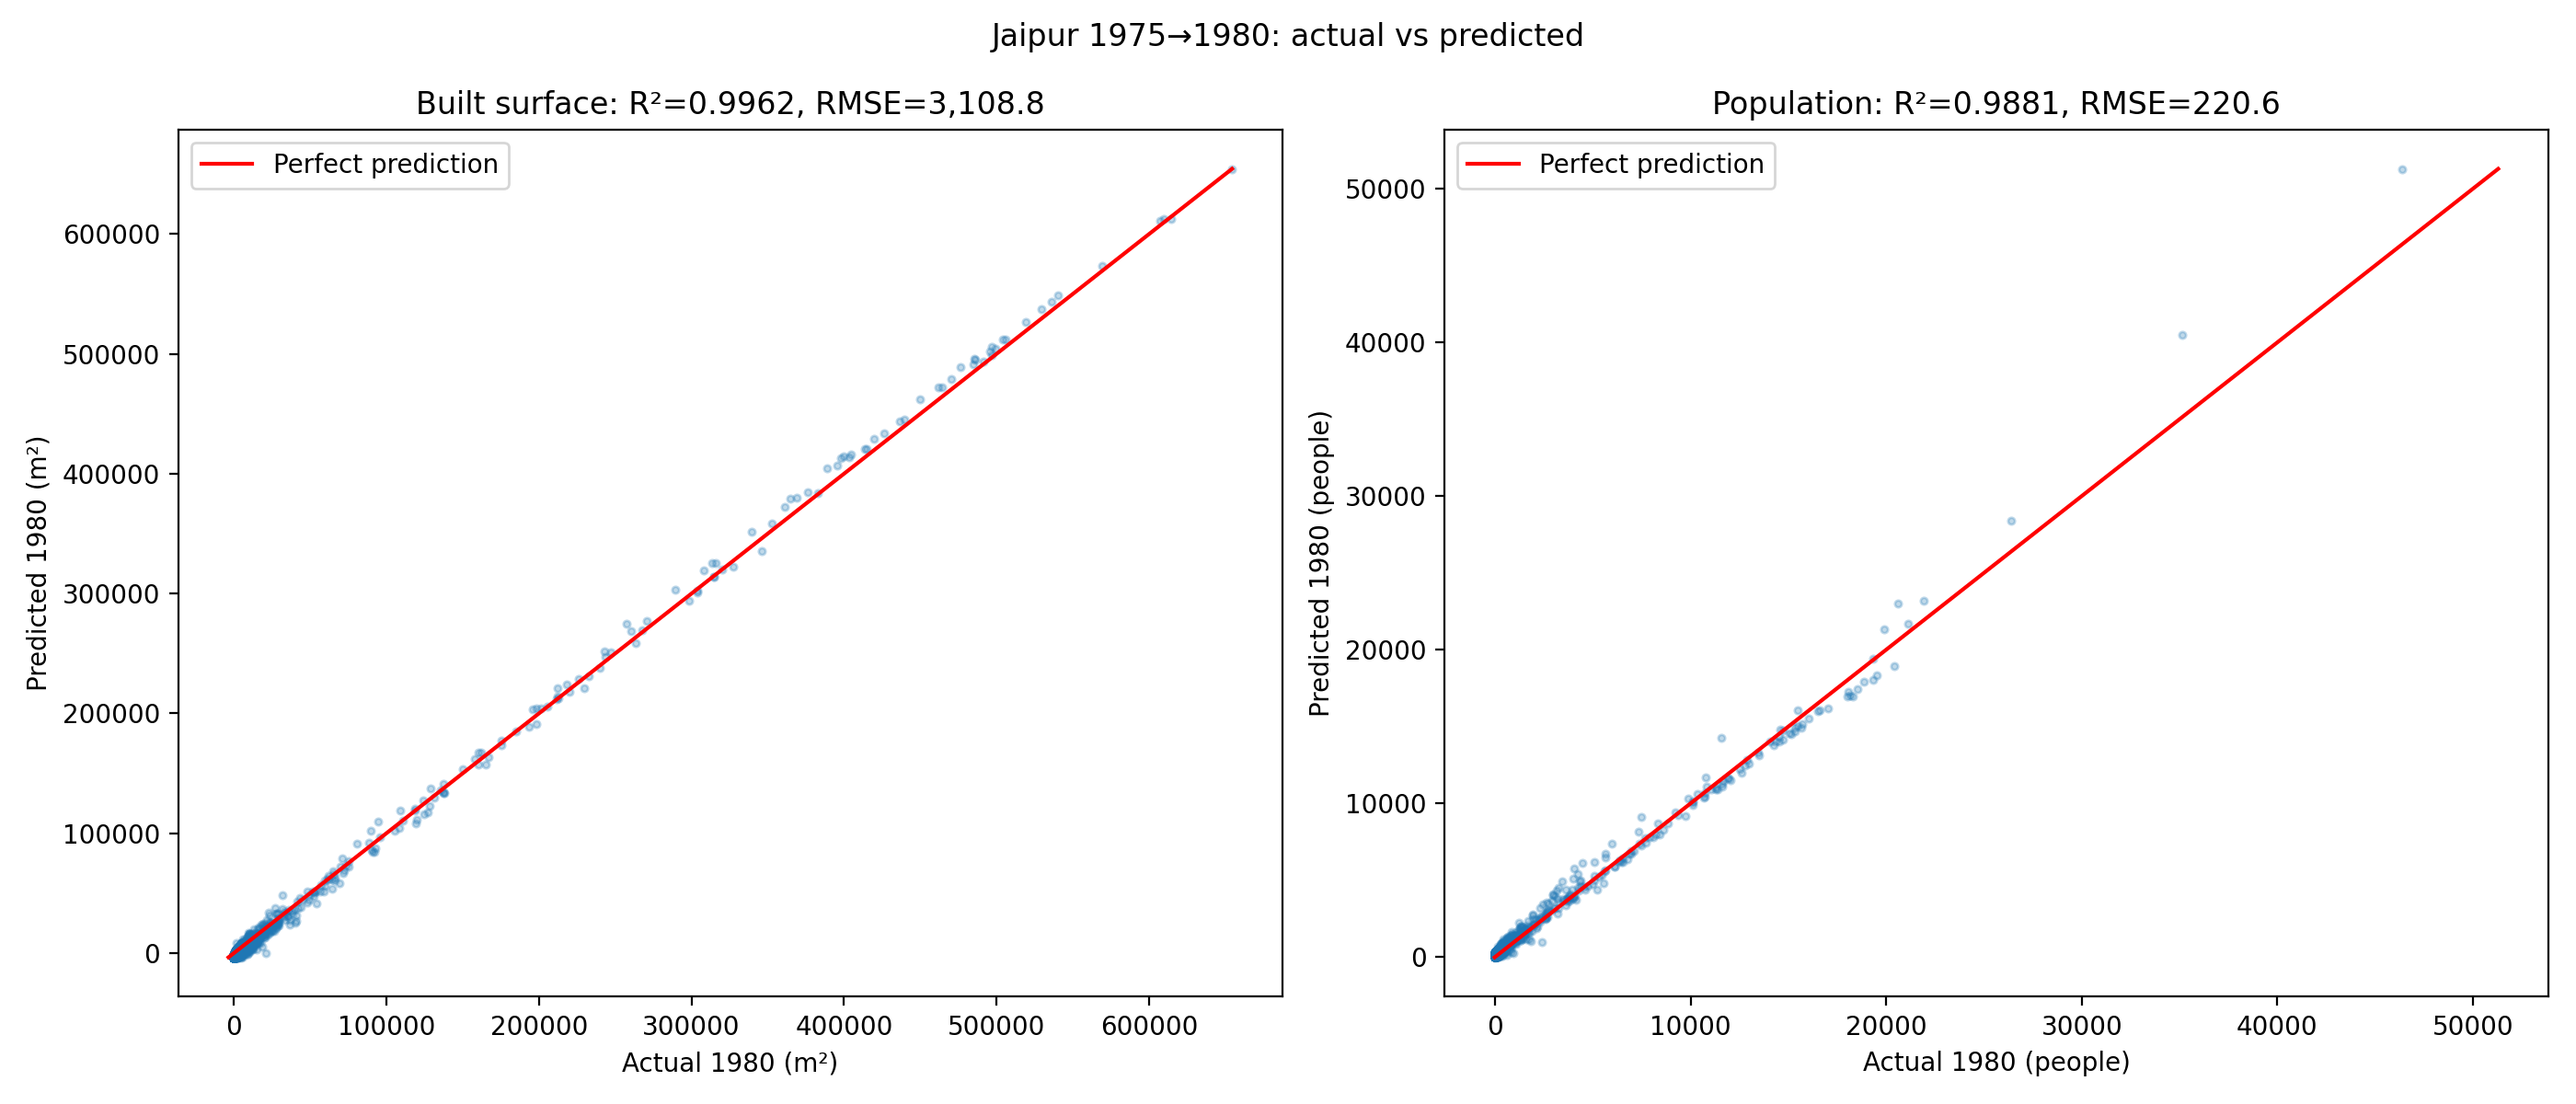 Jaipur 1975→1980: actual vs predicted
Built surface: R²=0.9962, RMSE=3,108.8
Perfect prediction
600000
500000
400000
300000
200000
100000
0
Predicted 1980 (m²)
0 100000 200000 300000 400000 500000 600000
Actual 1980 (m²)
Population: R²=0.9881, RMSE=220.6
Perfect prediction
50000
40000
30000
20000
10000
0
Predicted 1980 (people)
0 10000 20000 30000 40000 50000
Actual 1980 (people)